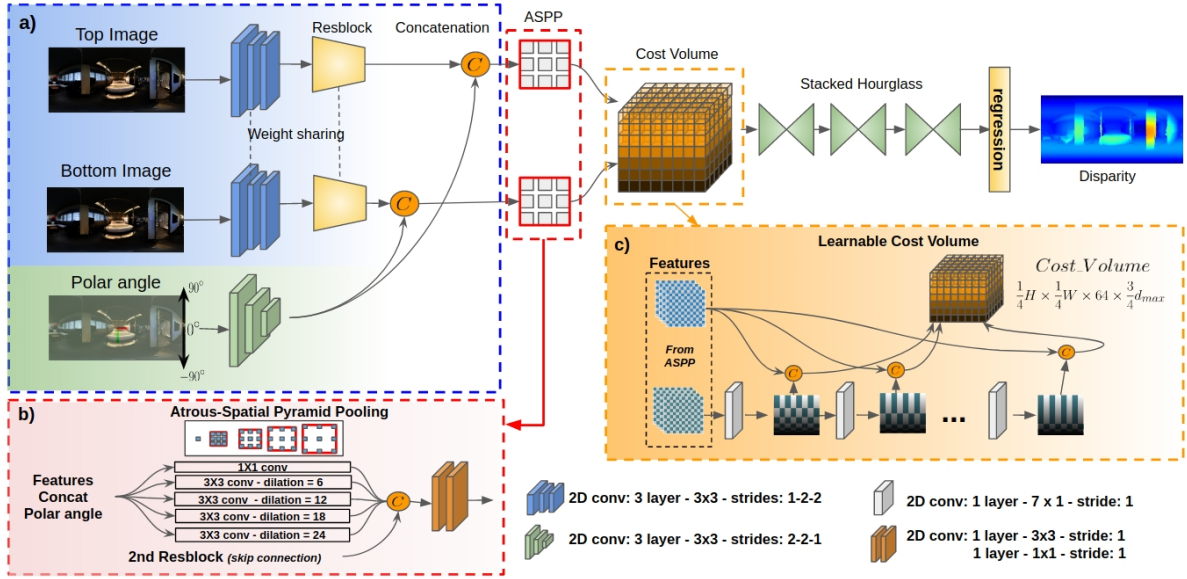 a)
Top Image
Resblock
Concatenation
C
Weight sharing
Bottom Image
C
Polar angle
90°
0°
−90°
ASPP
Cost Volume
Stacked Hourglass
regression
Disparity
b)
Atrous-Spatial Pyramid Pooling
Features
Concat
Polar angle
1X1 conv
3X3 conv - dilation = 6
3X3 conv - dilation = 12
3X3 conv - dilation = 18
3X3 conv - dilation = 24
C
2nd Resblock (skip connection)
c)
Learnable Cost Volume
Features
From
ASPP
C
C
C
...
Cost_Volume
1/4 H × 1/4 W × 64 × 3/4 d_max
2D conv: 3 layer - 3x3 - strides: 1-2-2
2D conv: 3 layer - 3x3 - strides: 2-2-1
2D conv: 1 layer - 7 x 1 - stride: 1
2D conv: 1 layer - 3x3 - stride: 1
1 layer - 1x1 - stride: 1